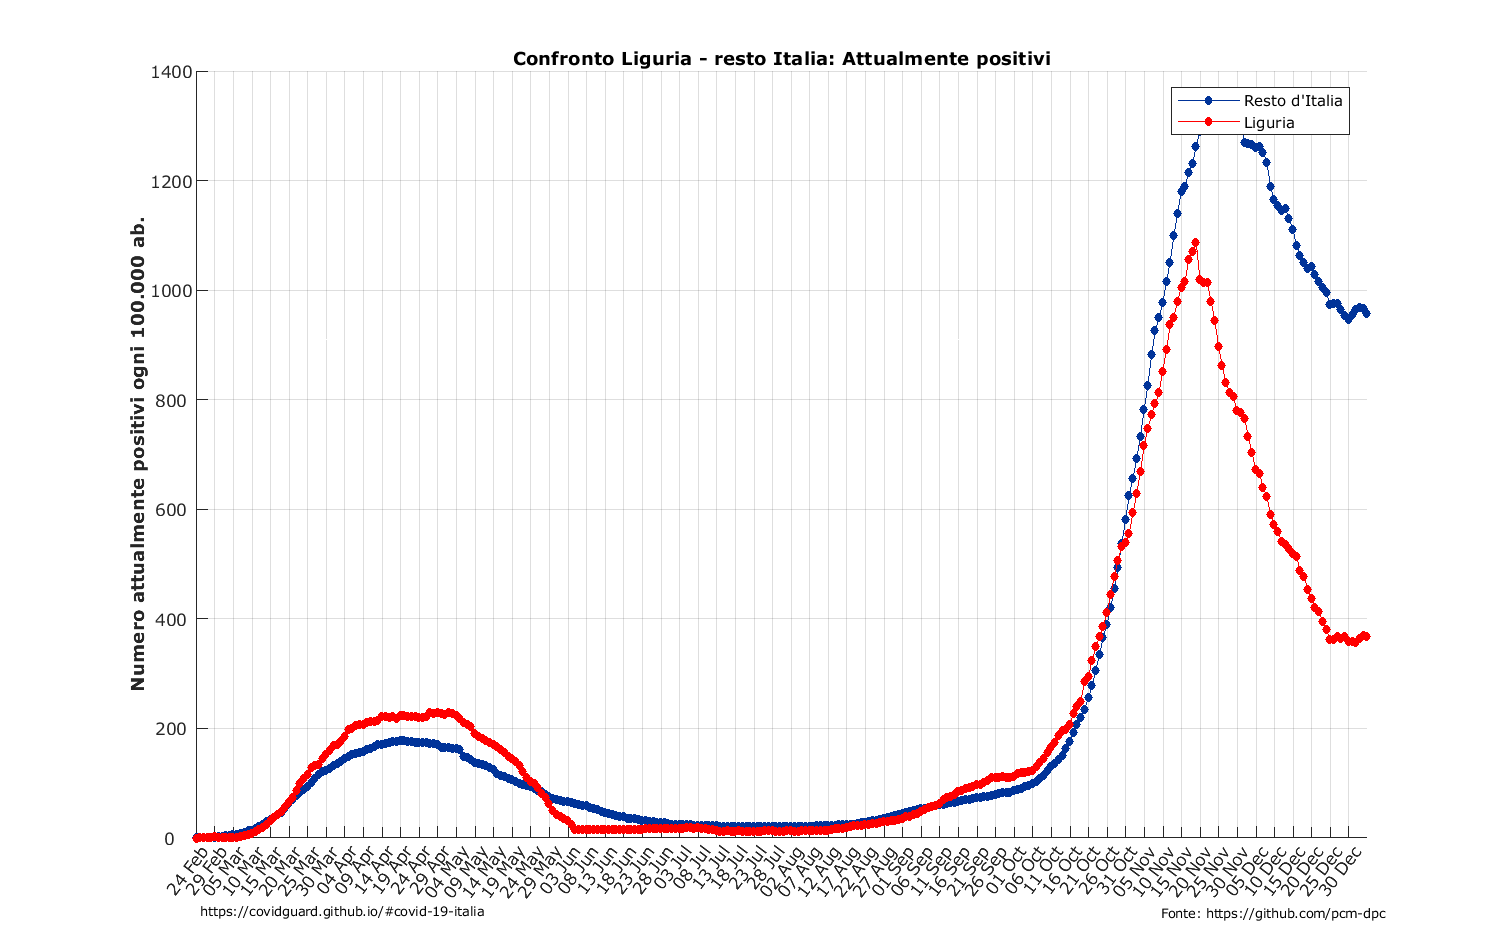 Confronto Liguria - resto Italia: Attualmente positivi
Resto d'Italia
Liguria
Numero attualmente positivi ogni 100.000 ab.
1400
1200
1000
800
600
400
200
0
24 Feb
29 Feb
05 Mar
10 Mar
15 Mar
20 Mar
25 Mar
30 Mar
04 Apr
09 Apr
14 Apr
19 Apr
24 Apr
29 Apr
04 May
09 May
14 May
19 May
24 May
29 May
03 Jun
08 Jun
13 Jun
18 Jun
23 Jun
28 Jun
03 Jul
08 Jul
13 Jul
18 Jul
23 Jul
28 Jul
02 Aug
07 Aug
12 Aug
17 Aug
22 Aug
27 Aug
01 Sep
06 Sep
11 Sep
16 Sep
21 Sep
26 Sep
01 Oct
06 Oct
11 Oct
16 Oct
21 Oct
26 Oct
31 Oct
05 Nov
10 Nov
15 Nov
20 Nov
25 Nov
30 Nov
05 Dec
10 Dec
15 Dec
20 Dec
25 Dec
30 Dec
https://covidguard.github.io/#covid-19-italia
Fonte: https://github.com/pcm-dpc